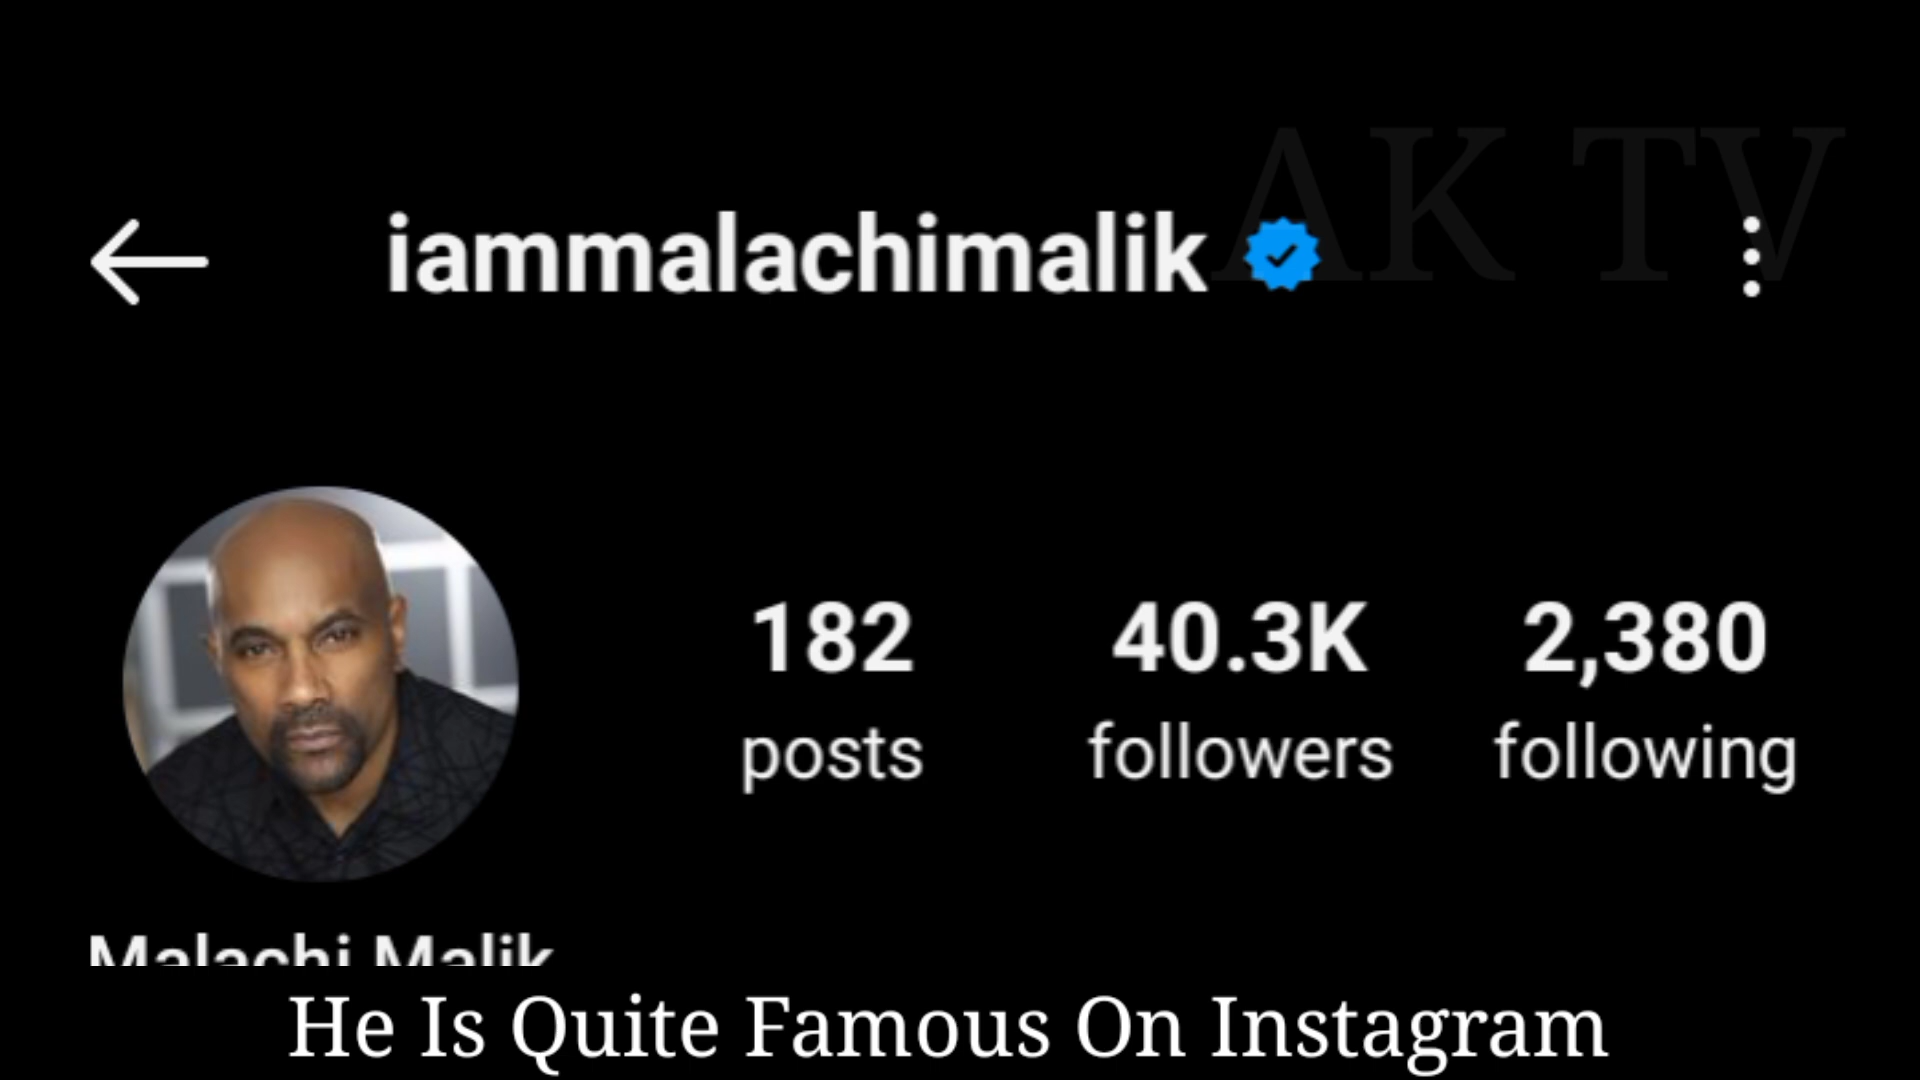 AK TV
iammalachimalik
182 40.3K 2,380
posts followers following
Malachi Malik
He Is Quite Famous On Instagram